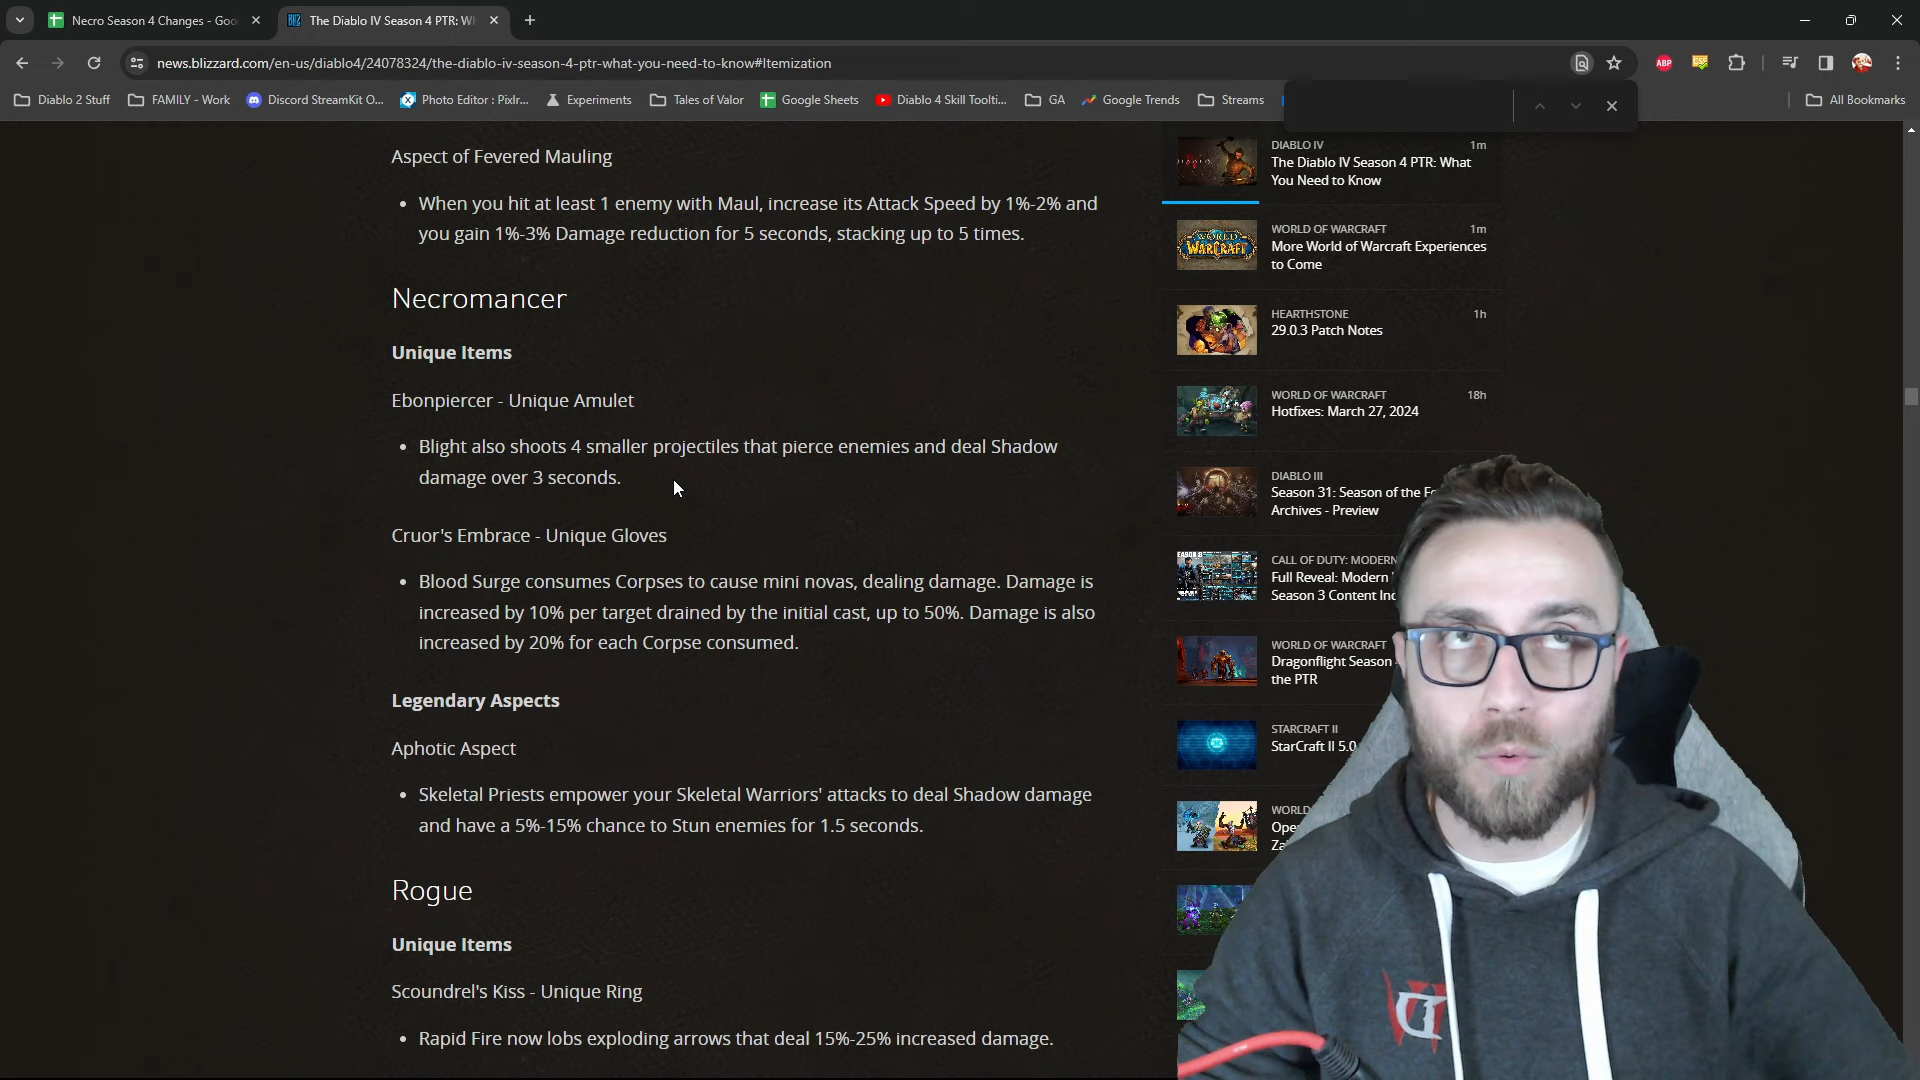 Necro Season 4 Changes - Goo
The Diablo IV Season 4 PTR: Wh
news.blizzard.com/en-us/diablo4/24078324/the-diablo-iv-season-4-ptr-what-you-need-to-know#Itemization
ABP
Diablo 2 Stuff
FAMILY - Work
Discord StreamKit O...
Photo Editor : Pixlr...
Experiments
Tales of Valor
Google Sheets
Diablo 4 Skill Toolti...
GA
Google Trends
Streams
All Bookmarks
Aspect of Fevered Mauling
• When you hit at least 1 enemy with Maul, increase its Attack Speed by 1%-2% and
you gain 1%-3% Damage reduction for 5 seconds, stacking up to 5 times.
Necromancer
Unique Items
Ebonpiercer - Unique Amulet
• Blight also shoots 4 smaller projectiles that pierce enemies and deal Shadow
damage over 3 seconds.
Cruor's Embrace - Unique Gloves
• Blood Surge consumes Corpses to cause mini novas, dealing damage. Damage is
increased by 10% per target drained by the initial cast, up to 50%. Damage is also
increased by 20% for each Corpse consumed.
Legendary Aspects
Aphotic Aspect
• Skeletal Priests empower your Skeletal Warriors' attacks to deal Shadow damage
and have a 5%-15% chance to Stun enemies for 1.5 seconds.
Rogue
Unique Items
Scoundrel's Kiss - Unique Ring
• Rapid Fire now lobs exploding arrows that deal 15%-25% increased damage.
DIABLO IV 1m
The Diablo IV Season 4 PTR: What
You Need to Know
WORLD OF WARCRAFT 1m
More World of Warcraft Experiences
to Come
HEARTHSTONE 1h
29.0.3 Patch Notes
WORLD OF WARCRAFT 18h
Hotfixes: March 27, 2024
DIABLO III
Season 31: Season of the Fo
Archives - Preview
CALL OF DUTY: MODERN
Full Reveal: Modern
Season 3 Content Inc
WORLD OF WARCRAFT
Dragonflight Season
the PTR
STARCRAFT II
StarCraft II 5.0
WORLD
Ope
Za